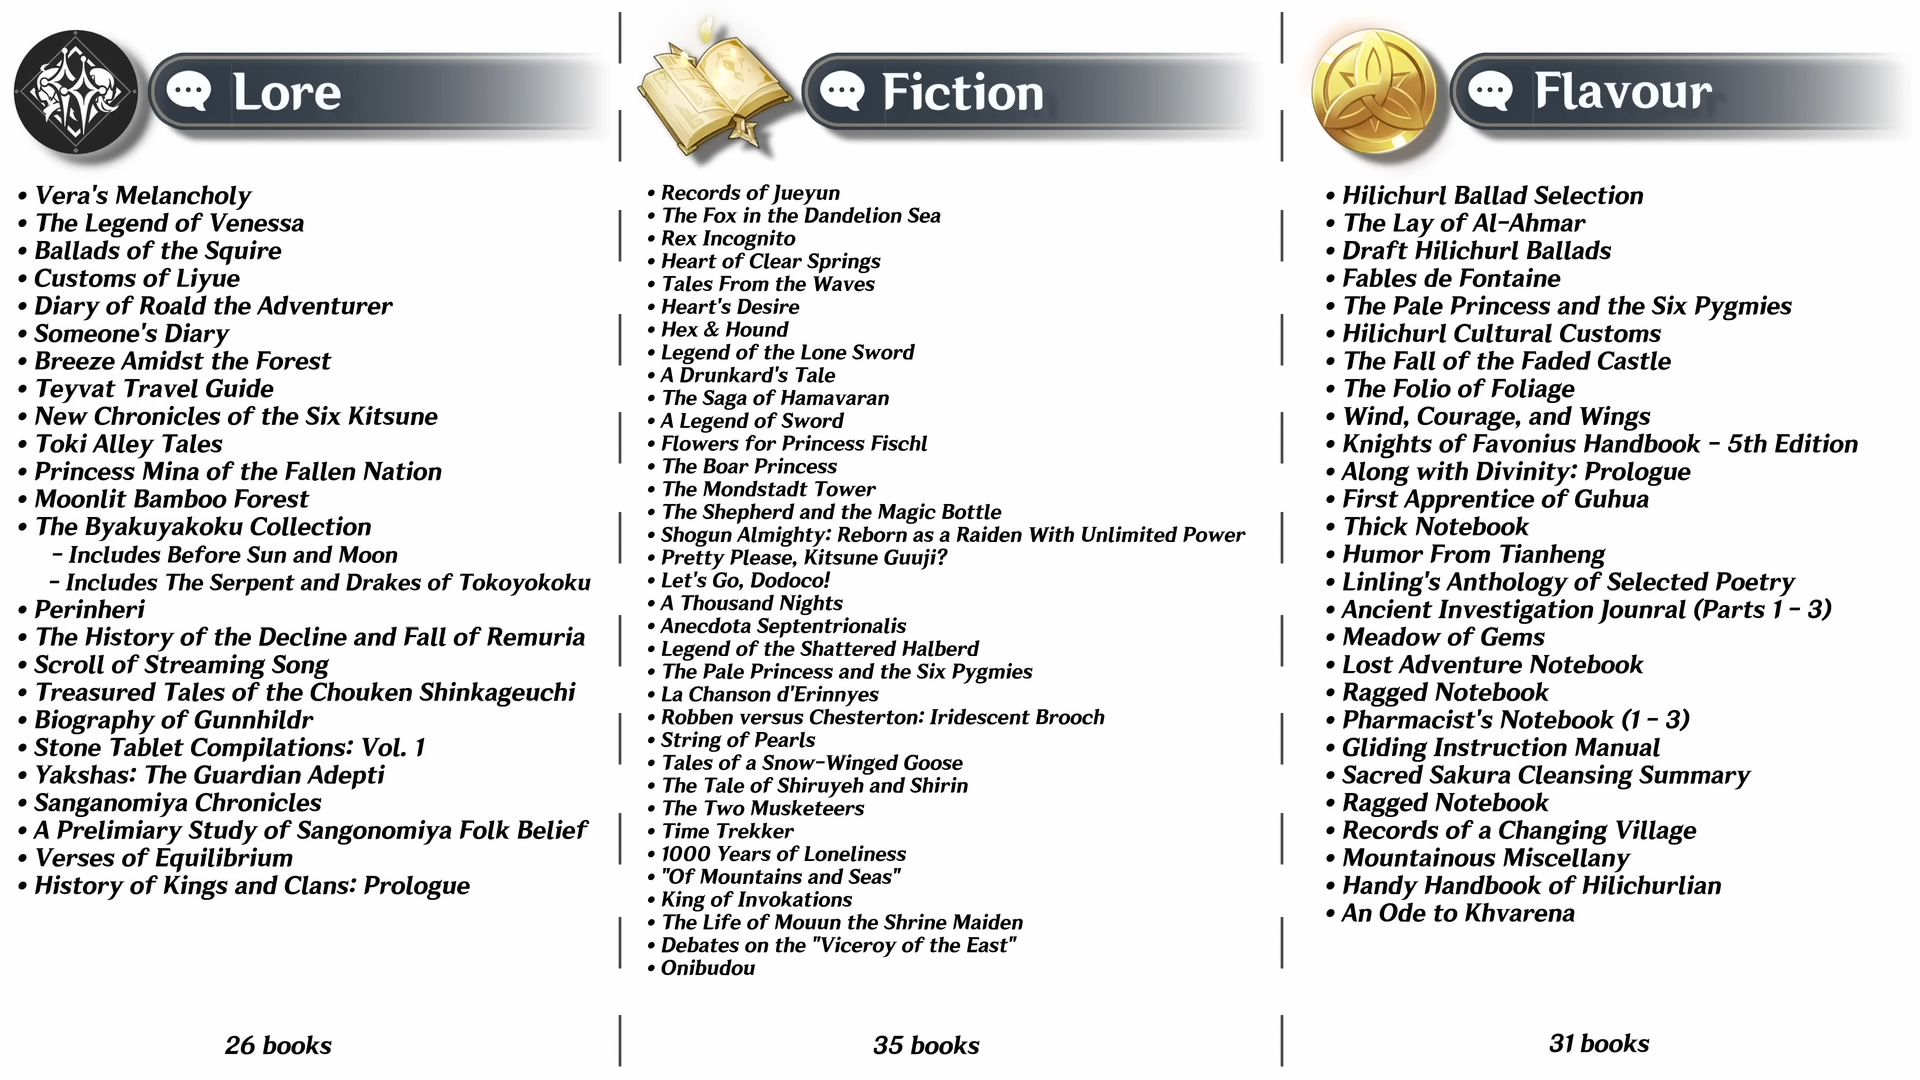 Lore
• Vera's Melancholy
• The Legend of Venessa
• Ballads of the Squire
• Customs of Liyue
• Diary of Roald the Adventurer
• Someone's Diary
• Breeze Amidst the Forest
• Teyvat Travel Guide
• New Chronicles of the Six Kitsune
• Toki Alley Tales
• Princess Mina of the Fallen Nation
• Moonlit Bamboo Forest
• The Byakuyakoku Collection
– Includes Before Sun and Moon
– Includes The Serpent and Drakes of Tokoyokoku
• Perinheri
• The History of the Decline and Fall of Remuria
• Scroll of Streaming Song
• Treasured Tales of the Chouken Shinkageuchi
• Biography of Gunnhildr
• Stone Tablet Compilations: Vol. 1
• Yakshas: The Guardian Adepti
• Sanganomiya Chronicles
• A Prelimiary Study of Sangonomiya Folk Belief
• Verses of Equilibrium
• History of Kings and Clans: Prologue
26 books
Fiction
• Records of Jueyun
• The Fox in the Dandelion Sea
• Rex Incognito
• Heart of Clear Springs
• Tales From the Waves
• Heart's Desire
• Hex & Hound
• Legend of the Lone Sword
• A Drunkard's Tale
• The Saga of Hamavaran
• A Legend of Sword
• Flowers for Princess Fischl
• The Boar Princess
• The Mondstadt Tower
• The Shepherd and the Magic Bottle
• Shogun Almighty: Reborn as a Raiden With Unlimited Power
• Pretty Please, Kitsune Guuji?
• Let's Go, Dodoco!
• A Thousand Nights
• Anecdota Septentrionalis
• Legend of the Shattered Halberd
• The Pale Princess and the Six Pygmies
• La Chanson d'Erinnyes
• Robben versus Chesterton: Iridescent Brooch
• String of Pearls
• Tales of a Snow-Winged Goose
• The Tale of Shiruyeh and Shirin
• The Two Musketeers
• Time Trekker
• 1000 Years of Loneliness
• "Of Mountains and Seas"
• King of Invokations
• The Life of Mouun the Shrine Maiden
• Debates on the "Viceroy of the East"
• Onibudou
35 books
Flavour
• Hilichurl Ballad Selection
• The Lay of Al-Ahmar
• Draft Hilichurl Ballads
• Fables de Fontaine
• The Pale Princess and the Six Pygmies
• Hilichurl Cultural Customs
• The Fall of the Faded Castle
• The Folio of Foliage
• Wind, Courage, and Wings
• Knights of Favonius Handbook – 5th Edition
• Along with Divinity: Prologue
• First Apprentice of Guhua
• Thick Notebook
• Humor From Tianheng
• Linling's Anthology of Selected Poetry
• Ancient Investigation Jounral (Parts 1 – 3)
• Meadow of Gems
• Lost Adventure Notebook
• Ragged Notebook
• Pharmacist's Notebook (1 – 3)
• Gliding Instruction Manual
• Sacred Sakura Cleansing Summary
• Ragged Notebook
• Records of a Changing Village
• Mountainous Miscellany
• Handy Handbook of Hilichurlian
• An Ode to Khvarena
31 books